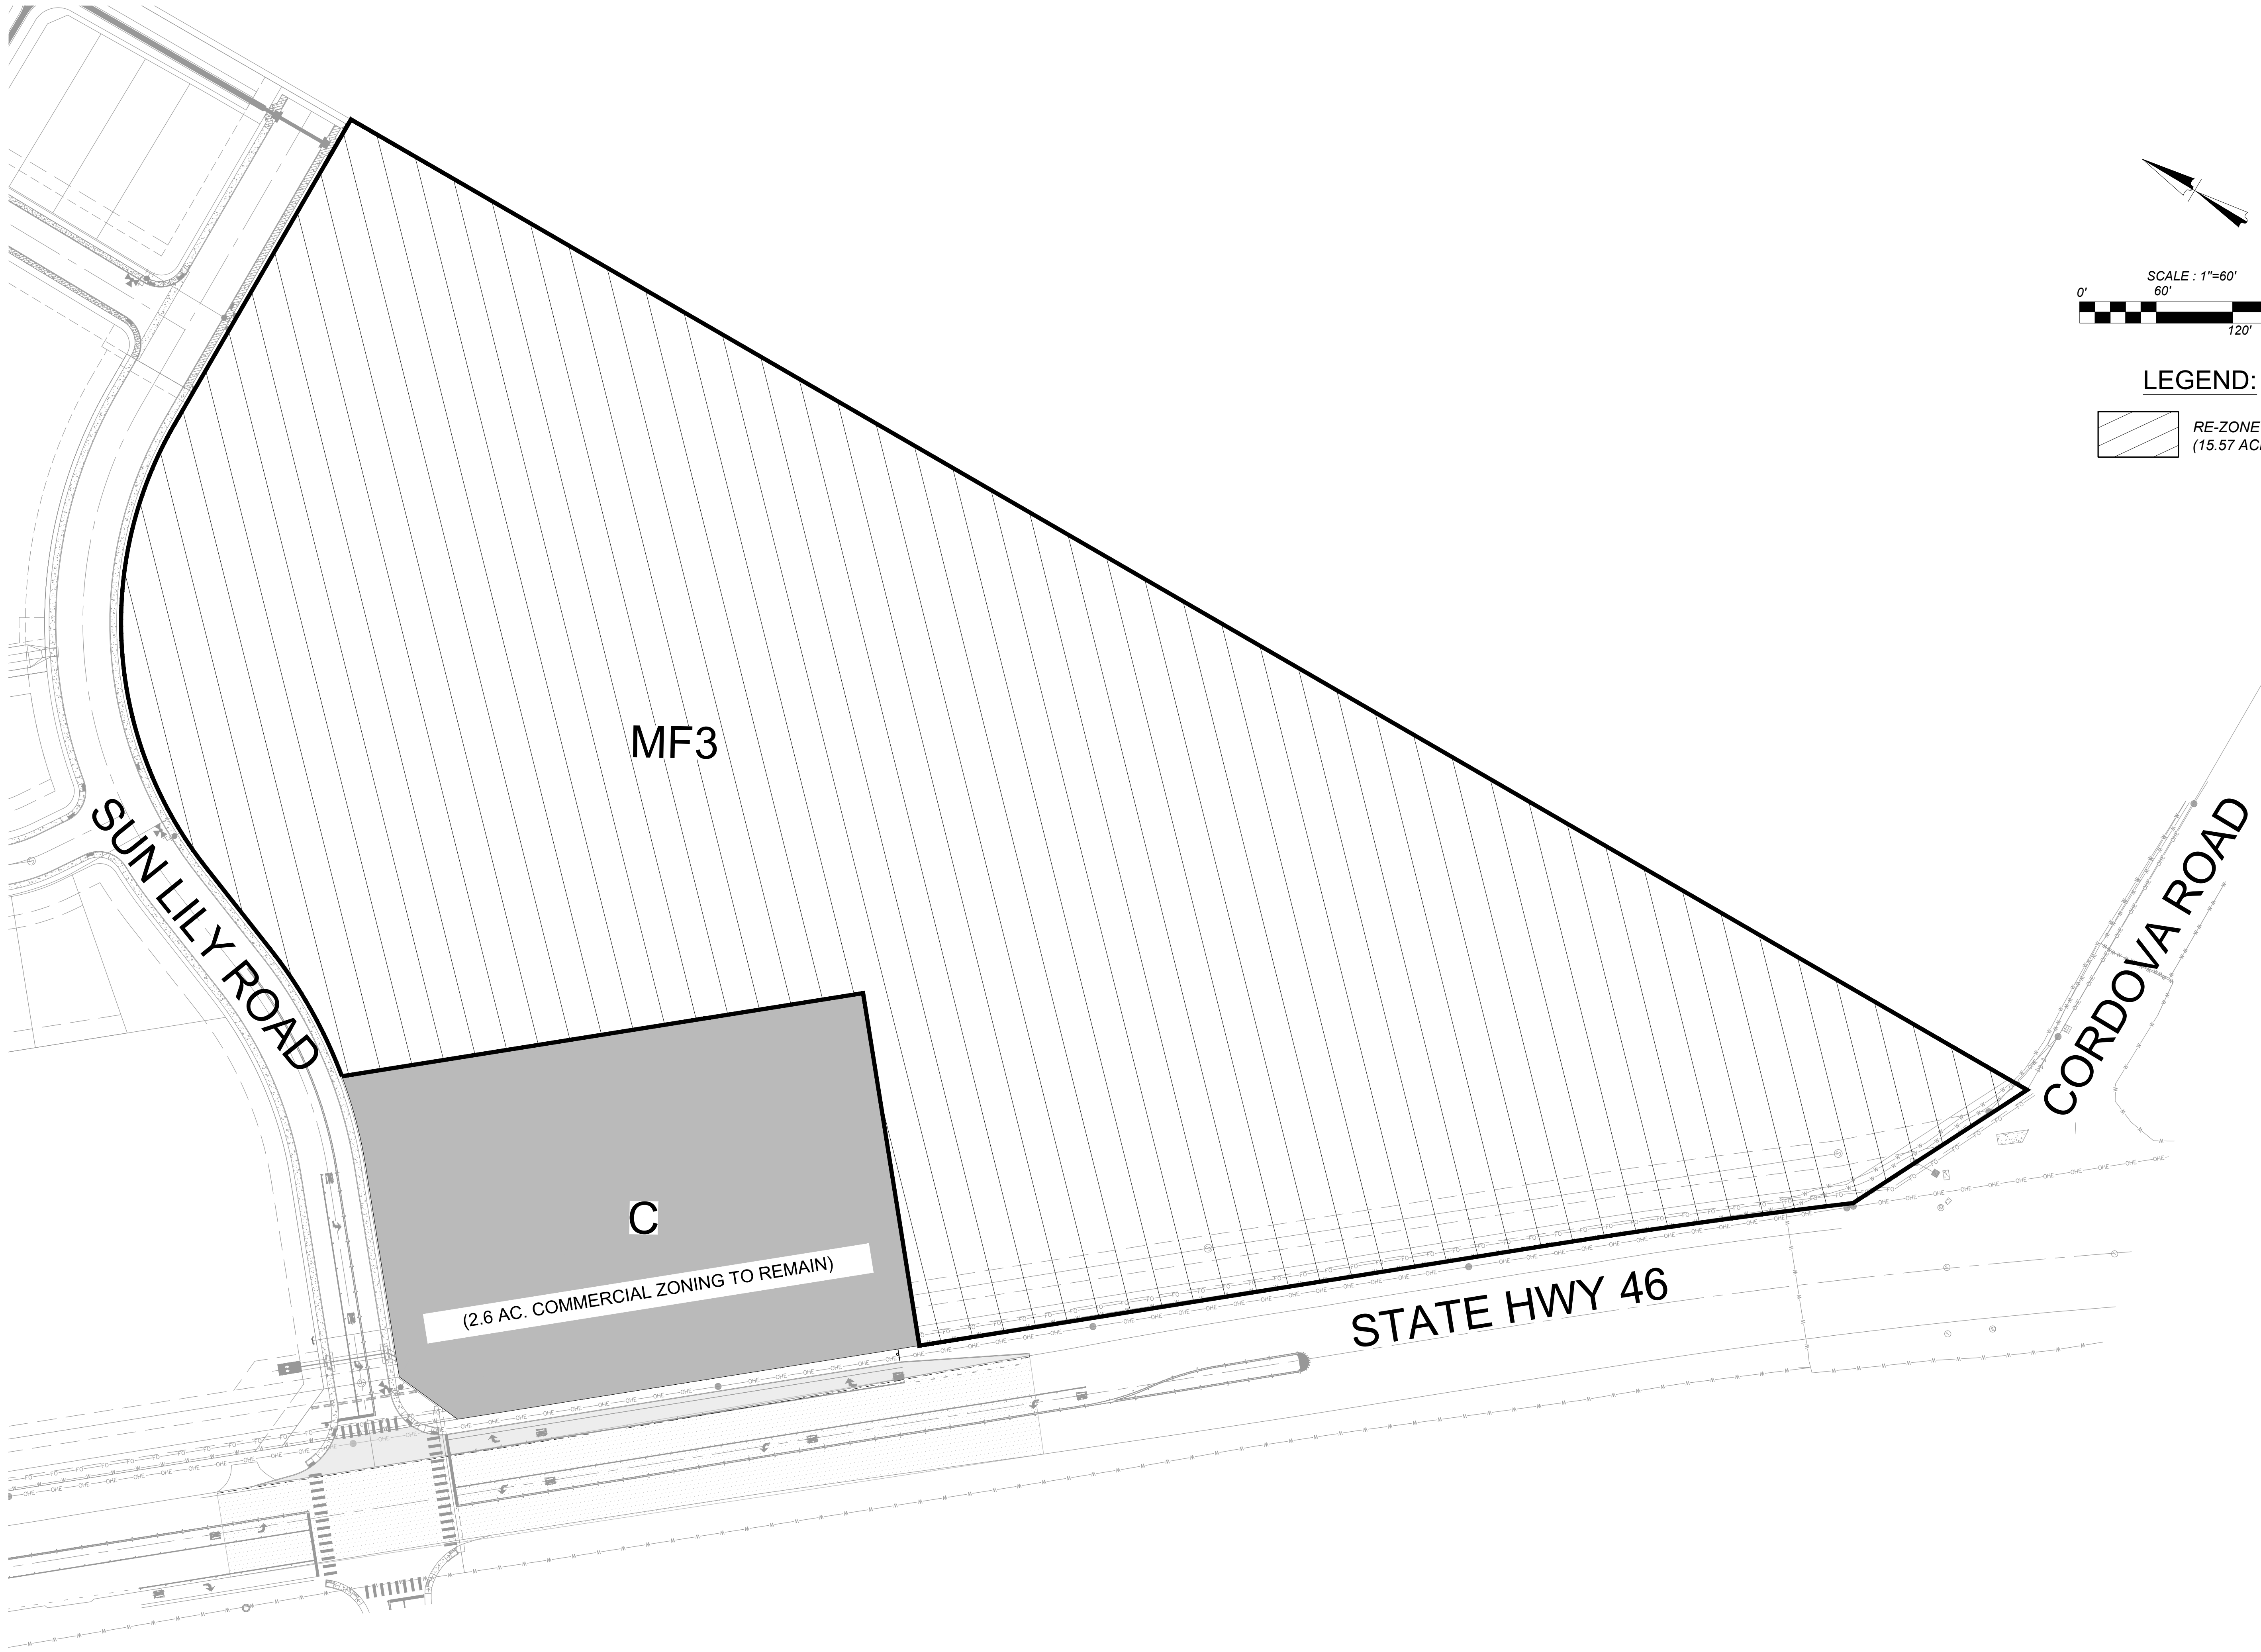 SCALE : 1"=60'
0'
60'
120'
LEGEND:
RE-ZONE
(15.57
MF3
SUN LILY ROAD
CORDOVA ROAD
C
(2.6 AC. COMMERCIAL ZONING TO REMAIN)
STATE HWY 46